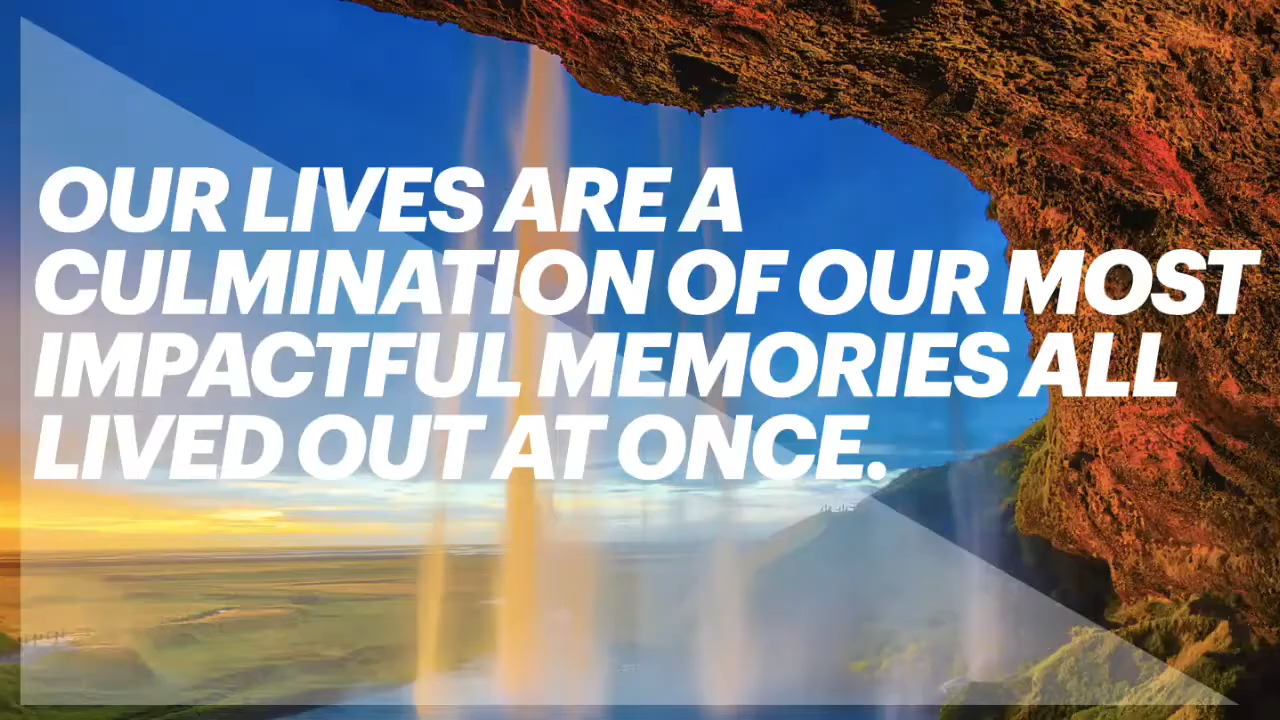 OUR LIVES ARE A
CULMINATION OF OUR MOST
IMPACTFUL MEMORIES ALL
LIVED OUT AT ONCE.